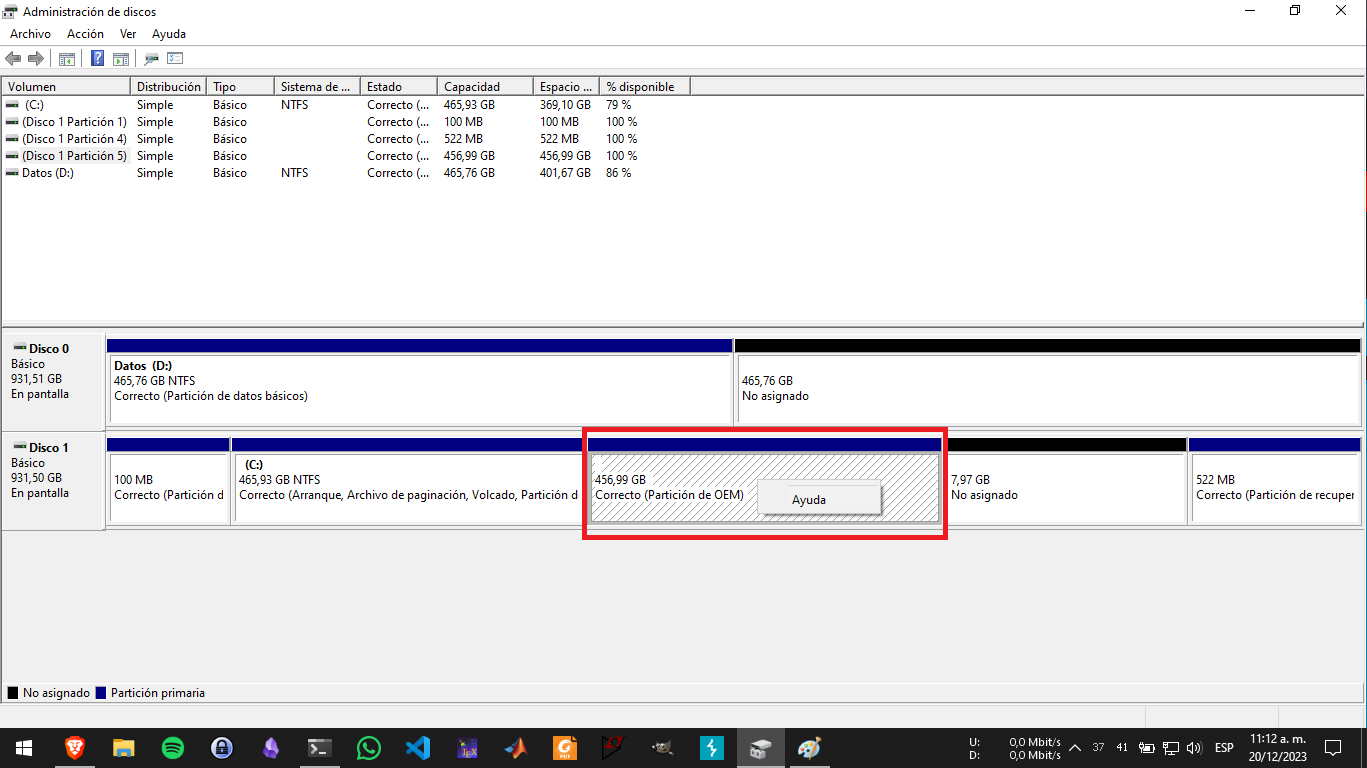 Administración de discos
Archivo Acción Ver Ayuda
Volumen Distribución Tipo Sistema de ... Estado Capacidad Espacio ... % disponible
(C:) Simple Básico NTFS Correcto (... 465,93 GB 369,10 GB 79 %
(Disco 1 Partición 1) Simple Básico Correcto (... 100 MB 100 MB 100 %
(Disco 1 Partición 4) Simple Básico Correcto (... 522 MB 522 MB 100 %
(Disco 1 Partición 5) Simple Básico Correcto (... 456,99 GB 456,99 GB 100 %
Datos (D:) Simple Básico NTFS Correcto (... 465,76 GB 401,67 GB 86 %
Disco 0
Básico
931,51 GB
En pantalla
Datos (D:)
465,76 GB NTFS
Correcto (Partición de datos básicos)
465,76 GB
No asignado
Disco 1
Básico
931,50 GB
En pantalla
100 MB
Correcto (Partición d
(C:)
465,93 GB NTFS
Correcto (Arranque, Archivo de paginación, Volcado, Partición d
456,99 GB
Correcto (Partición de OEM)
Ayuda
7,97 GB
No asignado
522 MB
Correcto (Partición de recuper
No asignado Partición primaria
U: 0,0 Mbit/s
D: 0,0 Mbit/s
37 41 ESP
11:12 a. m.
20/12/2023